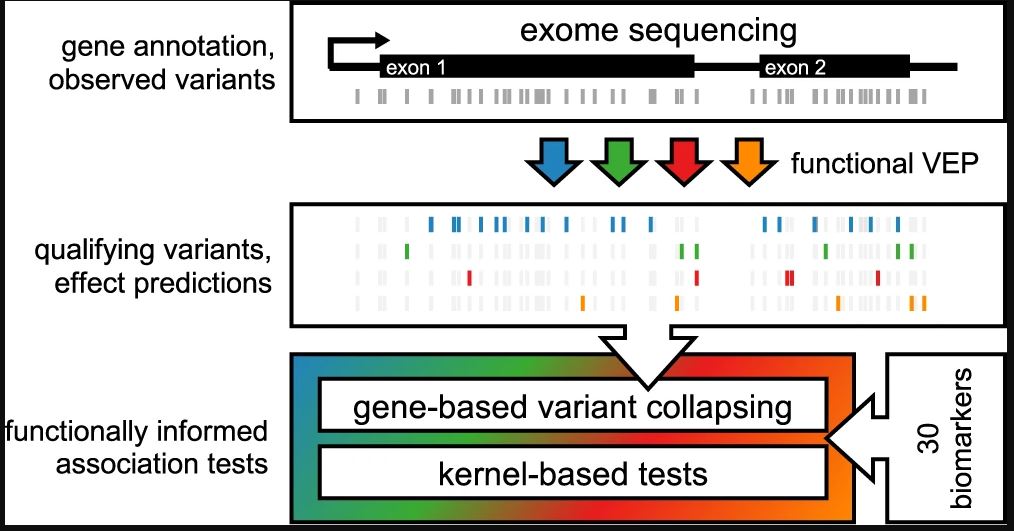 gene annotation,
observed variants
exome sequencing
exon 1
exon 2
functional VEP
qualifying variants,
effect predictions
functionally informed
association tests
gene-based variant collapsing
kernel-based tests
30
biomarkers